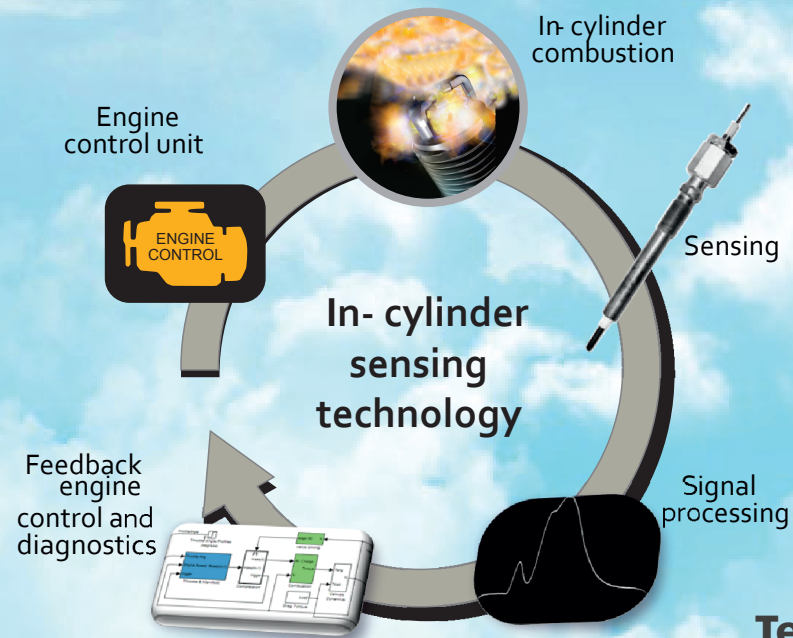 In- cylinder
combustion
Engine
control unit
ENGINE
CONTROL
Sensing
In- cylinder
sensing
technology
Feedback
engine
control and
diagnostics
Signal
processing
Te